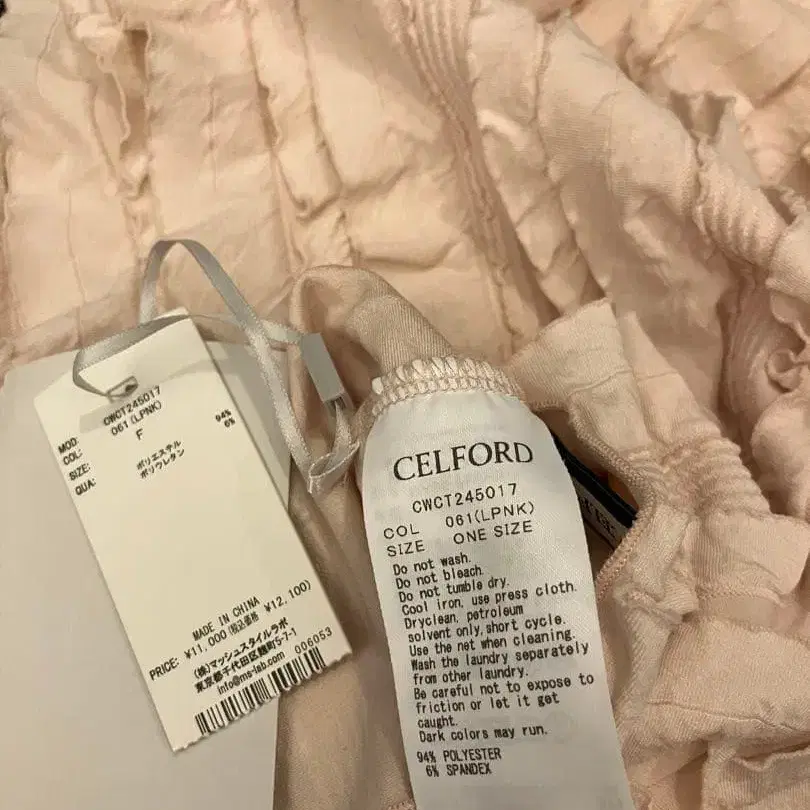 MOD: CWCT245017
COL: 061(LPNK)
SIZE: F
QUA: ポリエステル 94%
ポリウレタン 6%
MADE IN CHINA
PRICE: ¥11,000(税込価格 ¥12,100)
(株)マッシュスタイルラボ
東京都千代田区麹町5-7-1
info@ms-lab.com 006053
CELFORD
CWCT245017
COL 061(LPNK)
SIZE ONE SIZE
Do not wash.
Do not bleach.
Do not tumble dry.
Cool iron, use press cloth.
Dryclean, petroleum
solvent only, short cycle.
Use the net when cleaning.
Wash the laundry separately
from other laundry.
Be careful not to expose to
friction or let it get
caught.
Dark colors may run.
94% POLYESTER
6% SPANDEX